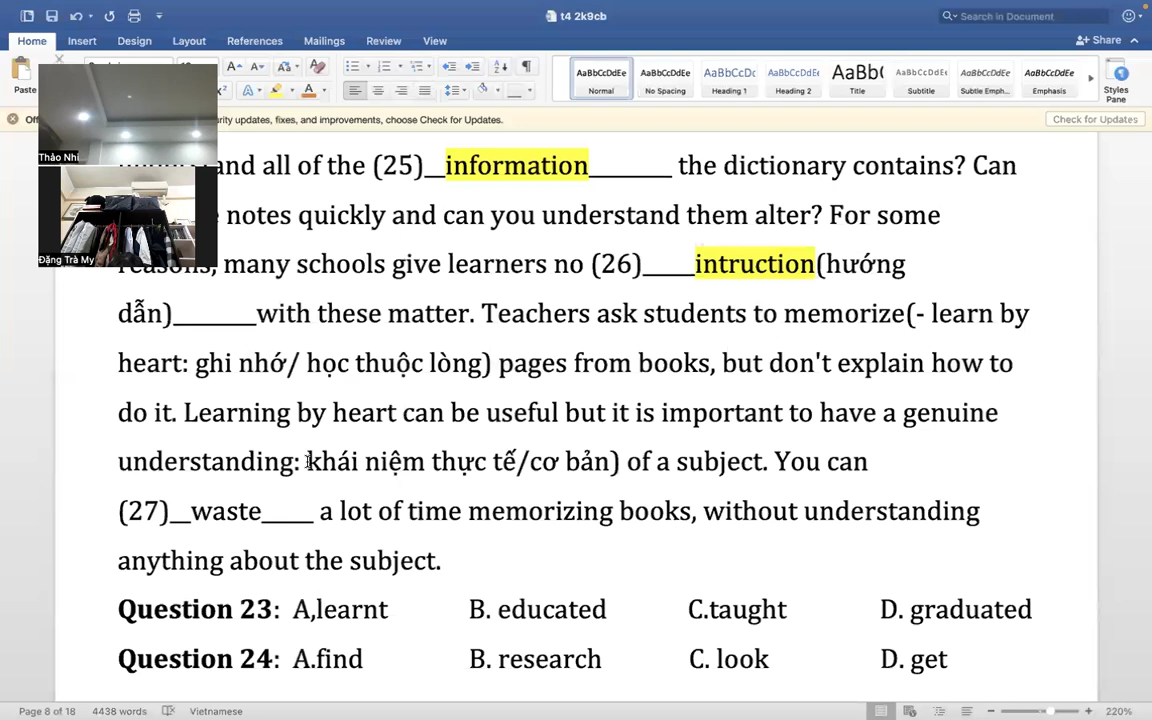 t4 2k9cb
Search in Document
Home Insert Design Layout References Mailings Review View
Share
Paste
AaBbCcDdEe AaBbCcDdEe AaBbCcDc AaBbCcDdEe AaBb( AaBbCcDdEe AaBbCcDdEe AaBbCcDdEe
Normal No Spacing Heading 1 Heading 2 Title Subtitle Subtle Emph... Emphasis
Styles Pane
urity updates, fixes, and improvements, choose Check for Updates.
Check for Updates
Thảo Nhi
Đặng Trà My
and all of the (25)__information_______ the dictionary contains? Can
notes quickly and can you understand them alter? For some
reasons, many schools give learners no (26)____intruction(hướng
dẫn)_______with these matter. Teachers ask students to memorize(- learn by
heart: ghi nhớ/ học thuộc lòng) pages from books, but don't explain how to
do it. Learning by heart can be useful but it is important to have a genuine
understanding: khái niệm thực tế/cơ bản) of a subject. You can
(27)__waste____ a lot of time memorizing books, without understanding
anything about the subject.
Question 23: A,learnt B. educated C.taught D. graduated
Question 24: A.find B. research C. look D. get
Page 8 of 18 4438 words Vietnamese 220%